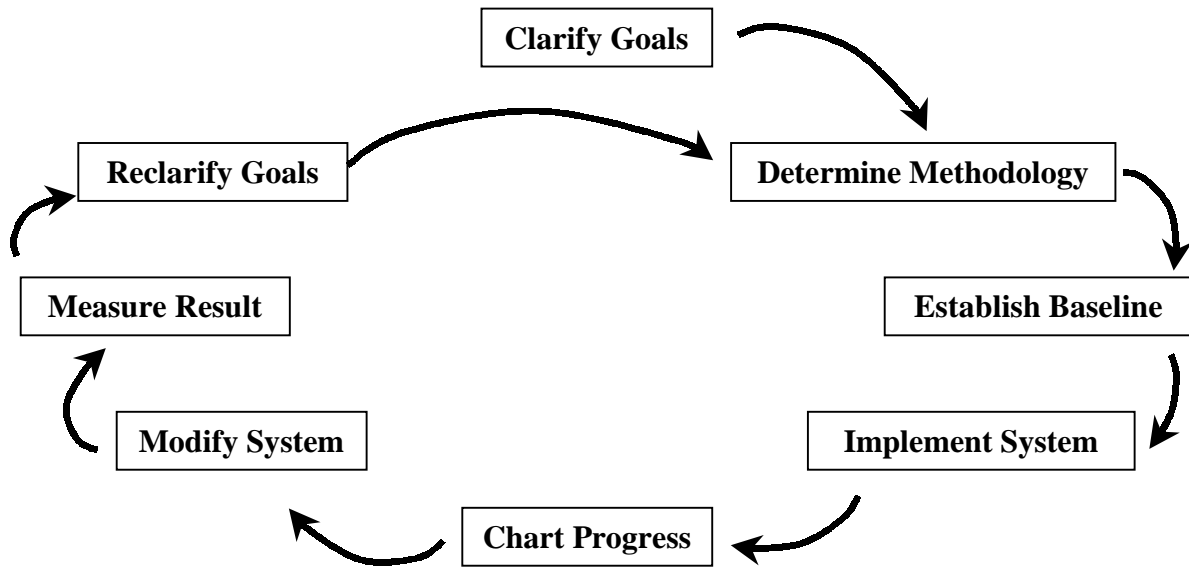 Clarify Goals
Reclarify Goals
Determine Methodology
Measure Result
Establish Baseline
Modify System
Implement System
Chart Progress